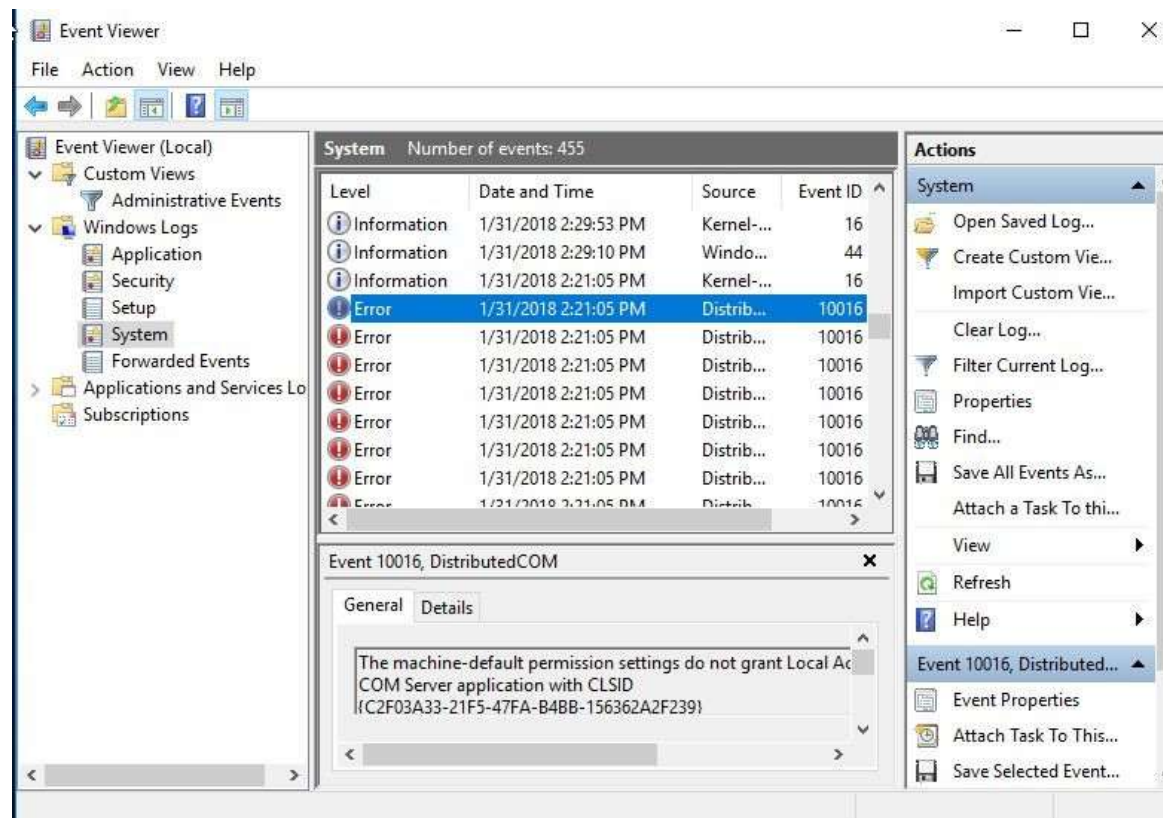 Event Viewer
File Action View Help
Event Viewer (Local)
Custom Views
Administrative Events
Windows Logs
Application
Security
Setup
System
Forwarded Events
Applications and Services Lo
Subscriptions
System Number of events: 455
Level Date and Time Source Event ID
Information 1/31/2018 2:29:53 PM Kernel-... 16
Information 1/31/2018 2:29:10 PM Windo... 44
Information 1/31/2018 2:21:05 PM Kernel-... 16
Error 1/31/2018 2:21:05 PM Distrib... 10016
Error 1/31/2018 2:21:05 PM Distrib... 10016
Error 1/31/2018 2:21:05 PM Distrib... 10016
Error 1/31/2018 2:21:05 PM Distrib... 10016
Error 1/31/2018 2:21:05 PM Distrib... 10016
Error 1/31/2018 2:21:05 PM Distrib... 10016
Error 1/31/2018 2:21:05 PM Distrib... 10016
Error 1/31/2018 2:21:05 PM Distrib... 10016
Event 10016, DistributedCOM
General Details
The machine-default permission settings do not grant Local Ac
COM Server application with CLSID
{C2F03A33-21F5-47FA-B4BB-156362A2F239}
Actions
System
Open Saved Log...
Create Custom Vie...
Import Custom Vie...
Clear Log...
Filter Current Log...
Properties
Find...
Save All Events As...
Attach a Task To thi...
View
Refresh
Help
Event 10016, Distributed...
Event Properties
Attach Task To This...
Save Selected Event...